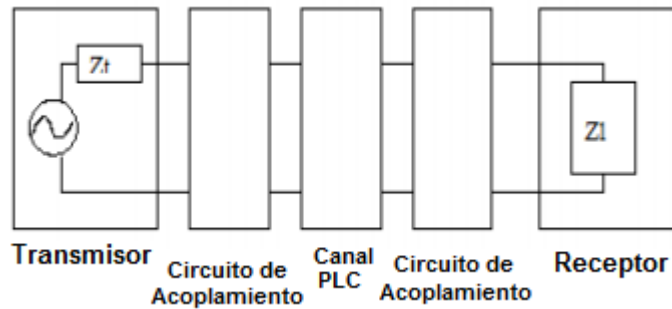 Zt
Zl
Transmisor
Circuito de
Acoplamiento
Canal
PLC
Circuito de
Acoplamiento
Receptor